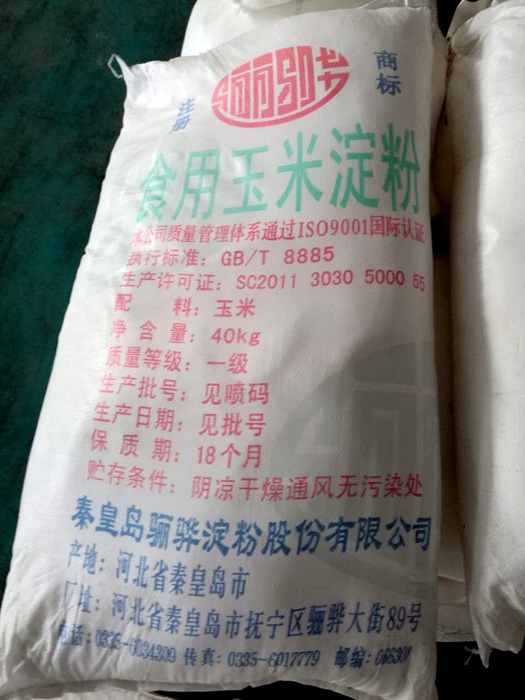 骊骅
注册
商标
食用玉米淀粉
本公司质量管理体系通过ISO9001国际认证
执行标准：GB/T 8885
生产许可证：SC2011 3030 5000 55
配 料：玉米
净 含 量：40kg
质量等级：一级
生产批号：见喷码
生产日期：见批号
保 质 期：18个月
贮存条件：阴凉干燥通风无污染处
秦皇岛骊骅淀粉股份有限公司
产地：河北省秦皇岛市
厂址：河北省秦皇岛市抚宁区骊骅大街89号
电话：0335-6034309 传真：0335-6017779 邮编：